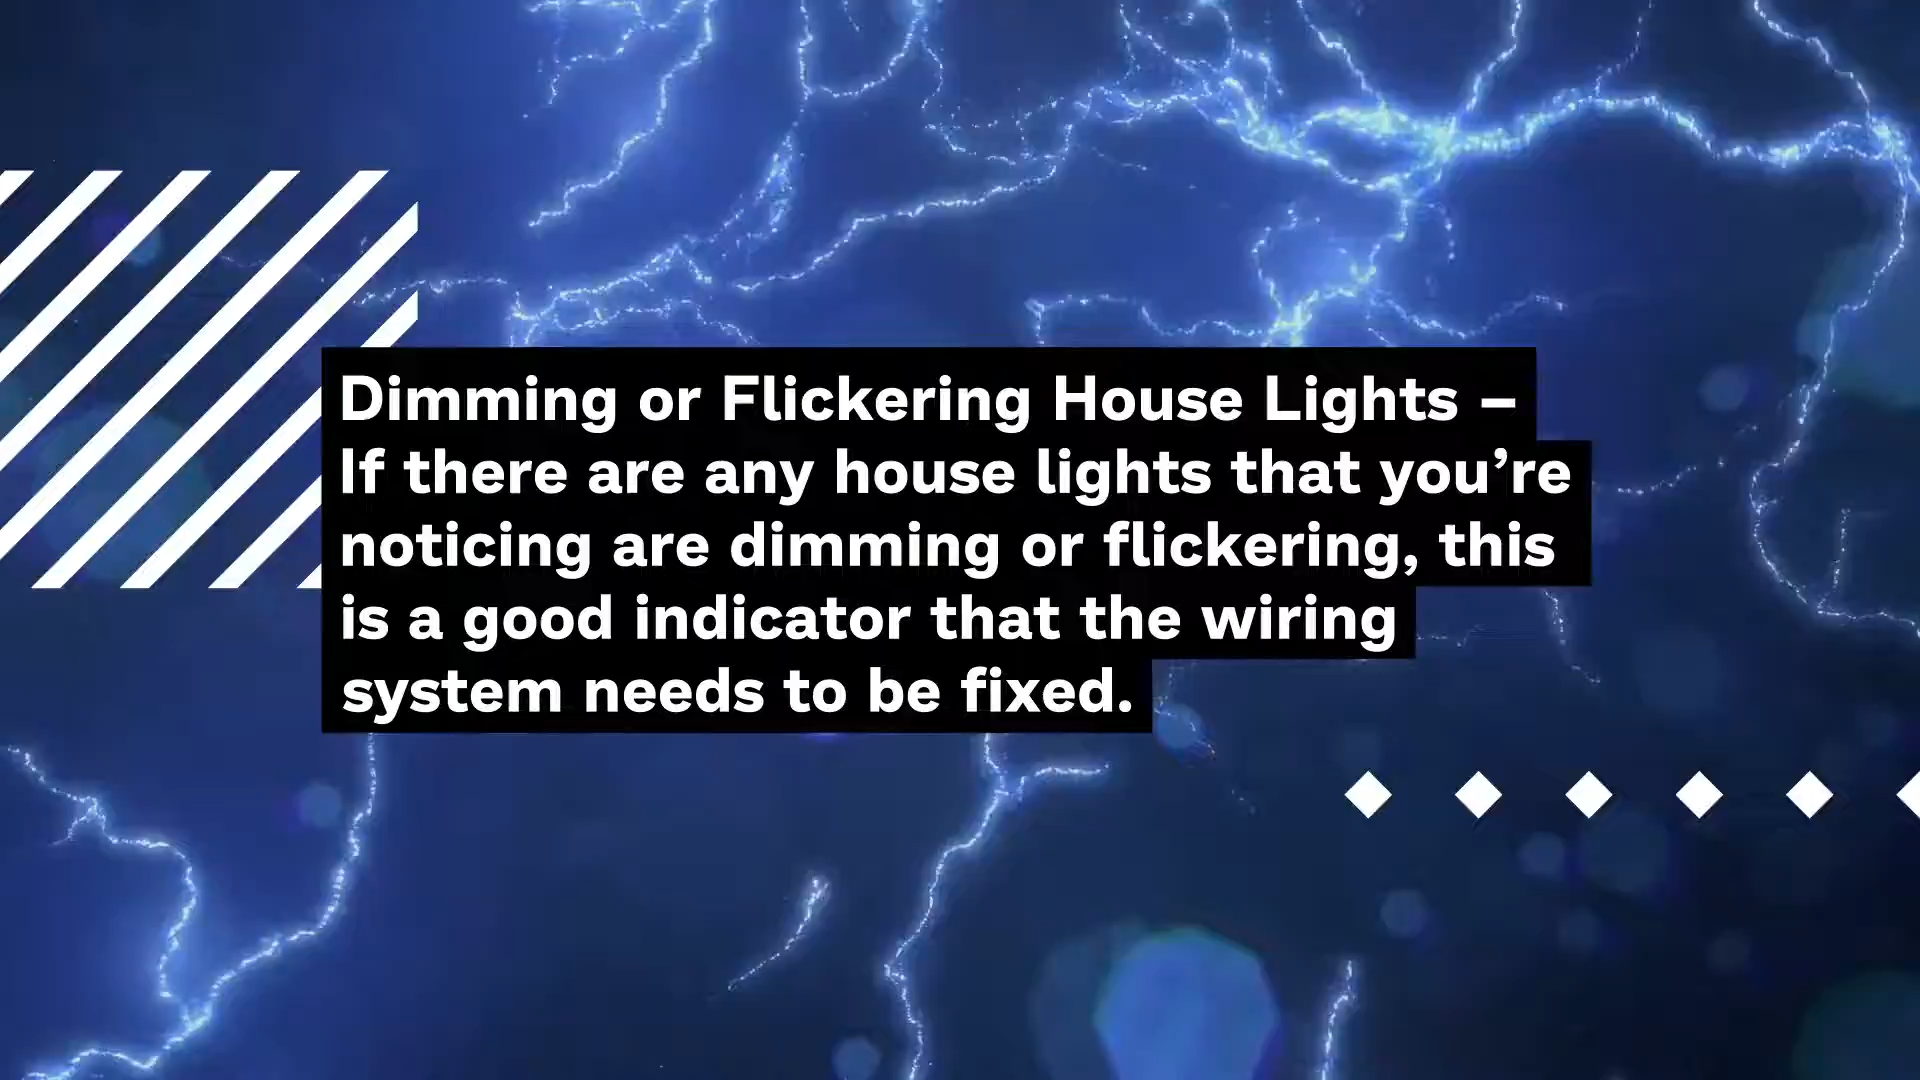 Dimming or Flickering House Lights –
If there are any house lights that you’re
noticing are dimming or flickering, this
is a good indicator that the wiring
system needs to be fixed.